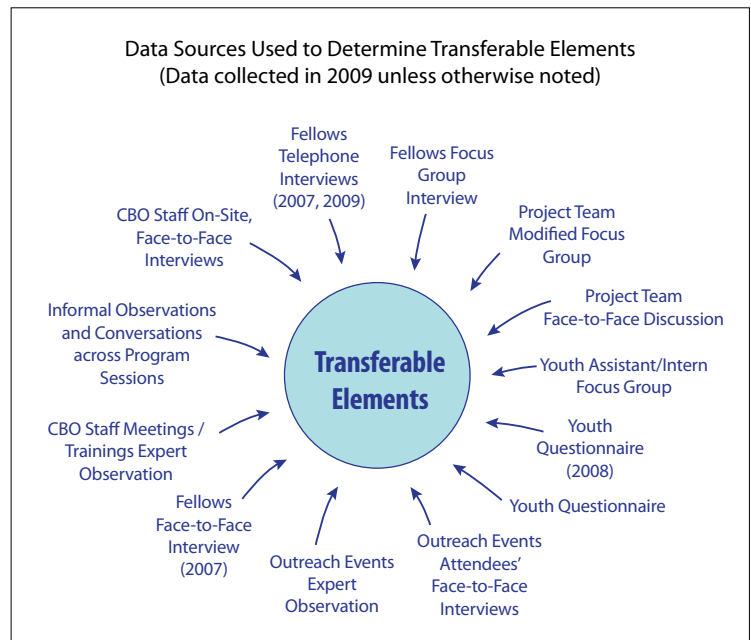 Data Sources Used to Determine Transferable Elements
(Data collected in 2009 unless otherwise noted)
Fellows
Telephone
Interviews
(2007, 2009)
Fellows Focus
Group
Interview
Project Team
Modified Focus
Group
Project Team
Face-to-Face Discussion
Youth Assistant/Intern
Focus Group
Youth
Questionnaire
(2008)
Youth Questionnaire
Outreach Events
Attendees’
Face-to-Face
Interviews
Outreach Events
Expert
Observation
Fellows
Face-to-Face
Interview
(2007)
CBO Staff Meetings /
Trainings Expert
Observation
Informal Observations
and Conversations
across Program
Sessions
CBO Staff On-Site,
Face-to-Face
Interviews
Transferable
Elements